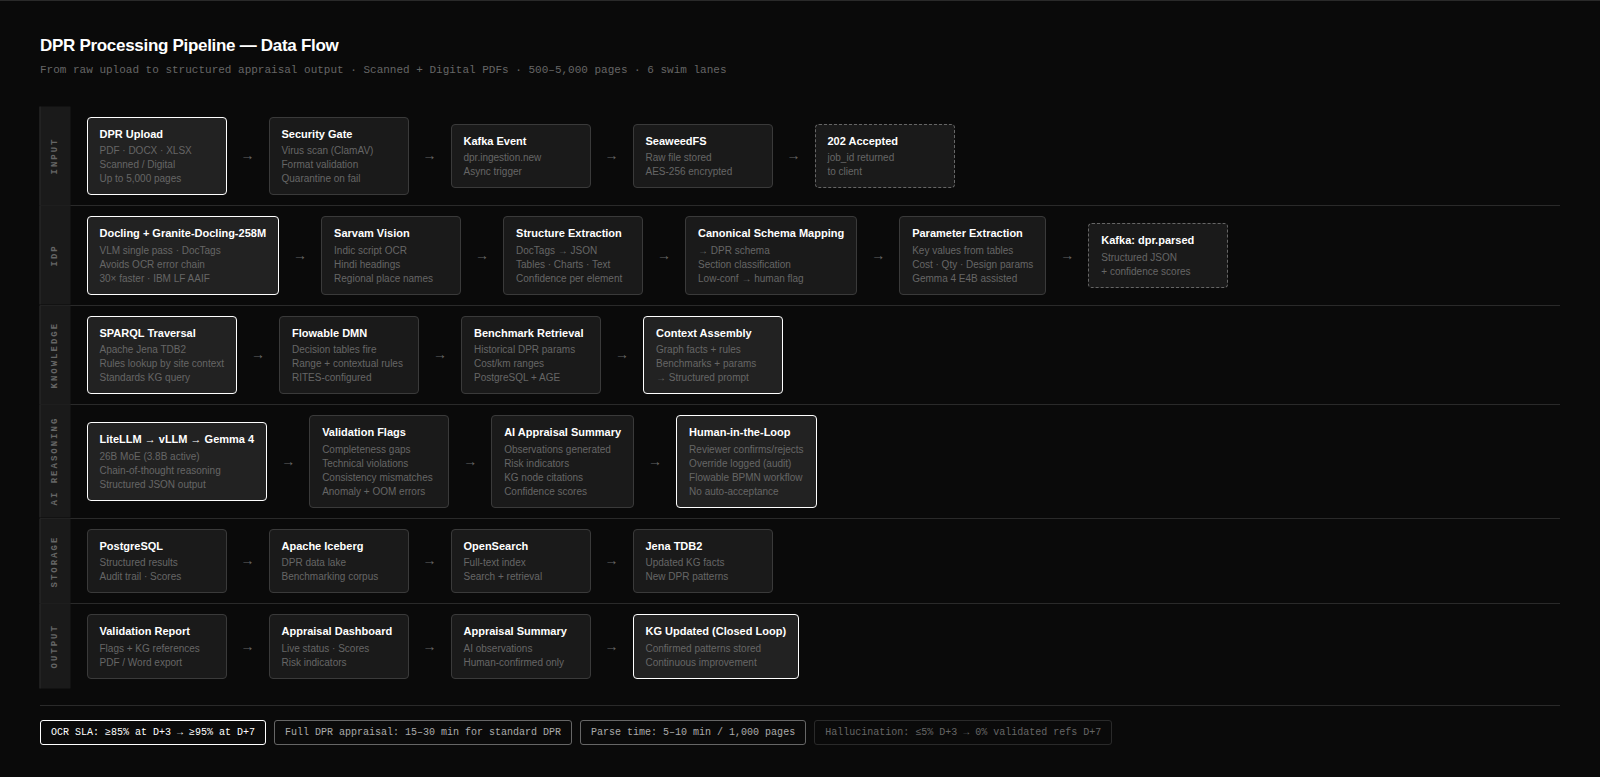 DPR Processing Pipeline — Data Flow
From raw upload to structured appraisal output · Scanned + Digital PDFs · 500–5,000 pages · 6 swim lanes
INPUT
DPR Upload
PDF · DOCX · XLSX
Scanned / Digital
Up to 5,000 pages
→
Security Gate
Virus scan (ClamAV)
Format validation
Quarantine on fail
→
Kafka Event
dpr.ingestion.new
Async trigger
→
SeaweedFS
Raw file stored
AES-256 encrypted
→
202 Accepted
job_id returned
to client
IDP
Docling + Granite-Docling-258M
VLM single pass · DocTags
Avoids OCR error chain
30× faster · IBM LF AAIF
→
Sarvam Vision
Indic script OCR
Hindi headings
Regional place names
→
Structure Extraction
DocTags → JSON
Tables · Charts · Text
Confidence per element
→
Canonical Schema Mapping
→ DPR schema
Section classification
Low-conf → human flag
→
Parameter Extraction
Key values from tables
Cost · Qty · Design params
Gemma 4 E4B assisted
→
Kafka: dpr.parsed
Structured JSON
+ confidence scores
KNOWLEDGE
SPARQL Traversal
Apache Jena TDB2
Rules lookup by site context
Standards KG query
→
Flowable DMN
Decision tables fire
Range + contextual rules
RITES-configured
→
Benchmark Retrieval
Historical DPR params
Cost/km ranges
PostgreSQL + AGE
→
Context Assembly
Graph facts + rules
Benchmarks + params
→ Structured prompt
AI REASONING
LiteLLM → vLLM → Gemma 4
26B MoE (3.8B active)
Chain-of-thought reasoning
Structured JSON output
→
Validation Flags
Completeness gaps
Technical violations
Consistency mismatches
Anomaly + OOM errors
→
AI Appraisal Summary
Observations generated
Risk indicators
KG node citations
Confidence scores
→
Human-in-the-Loop
Reviewer confirms/rejects
Override logged (audit)
Flowable BPMN workflow
No auto-acceptance
STORAGE
PostgreSQL
Structured results
Audit trail · Scores
→
Apache Iceberg
DPR data lake
Benchmarking corpus
→
OpenSearch
Full-text index
Search + retrieval
→
Jena TDB2
Updated KG facts
New DPR patterns
OUTPUT
Validation Report
Flags + KG references
PDF / Word export
→
Appraisal Dashboard
Live status · Scores
Risk indicators
→
Appraisal Summary
AI observations
Human-confirmed only
→
KG Updated (Closed Loop)
Confirmed patterns stored
Continuous improvement
OCR SLA: ≥85% at D+3 → ≥95% at D+7
Full DPR appraisal: 15–30 min for standard DPR
Parse time: 5–10 min / 1,000 pages
Hallucination: ≤5% D+3 → 0% validated refs D+7